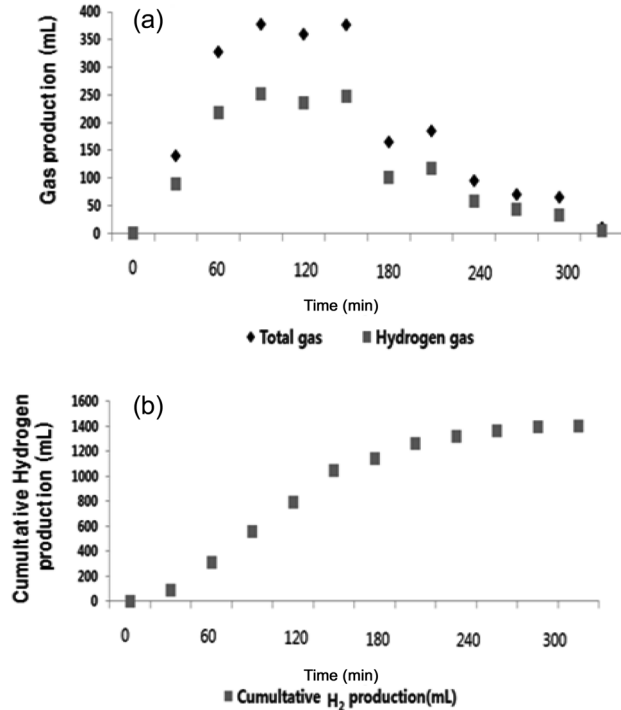 (a)
Gas production (mL)
400
350
300
250
200
150
100
50
0
0 60 120 180 240 300
Time (min)
Total gas Hydrogen gas
(b)
Cumultative Hydrogen
production (mL)
1600
1400
1200
1000
800
600
400
200
0
0 60 120 180 240 300
Time (min)
Cumultative H₂ production(mL)